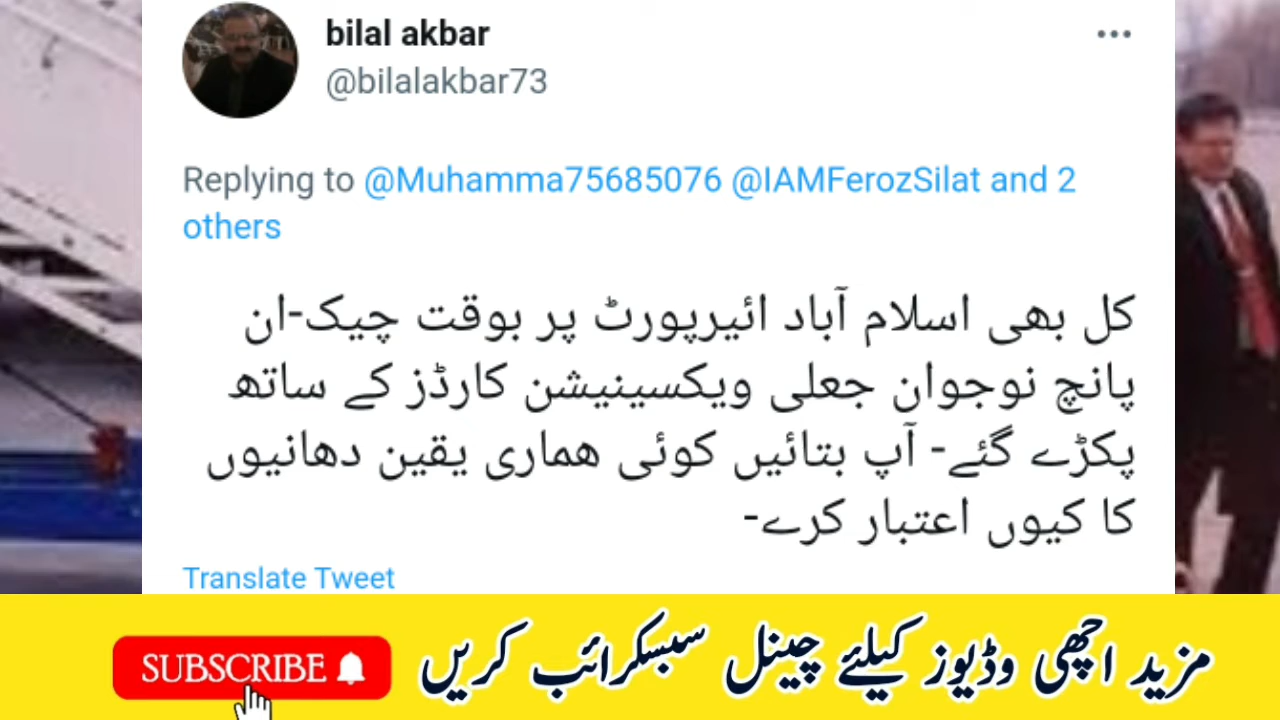 bilal akbar
@bilalakbar73
Replying to @Muhamma75685076 @IAMFerozSilat and 2
others
کل بھی اسلام آباد ائیرپورٹ پر بوقت چیک-ان
پانچ نوجوان جعلی ویکسینیشن کارڈز کے ساتھ
پکڑے گئے- آپ بتائیں کوئی ھماری یقین دھانیوں
کا کیوں اعتبار کرے-
Translate Tweet
SUBSCRIBE
مزید اچھی وڈیوز کیلئے چینل سبسکرائب کریں